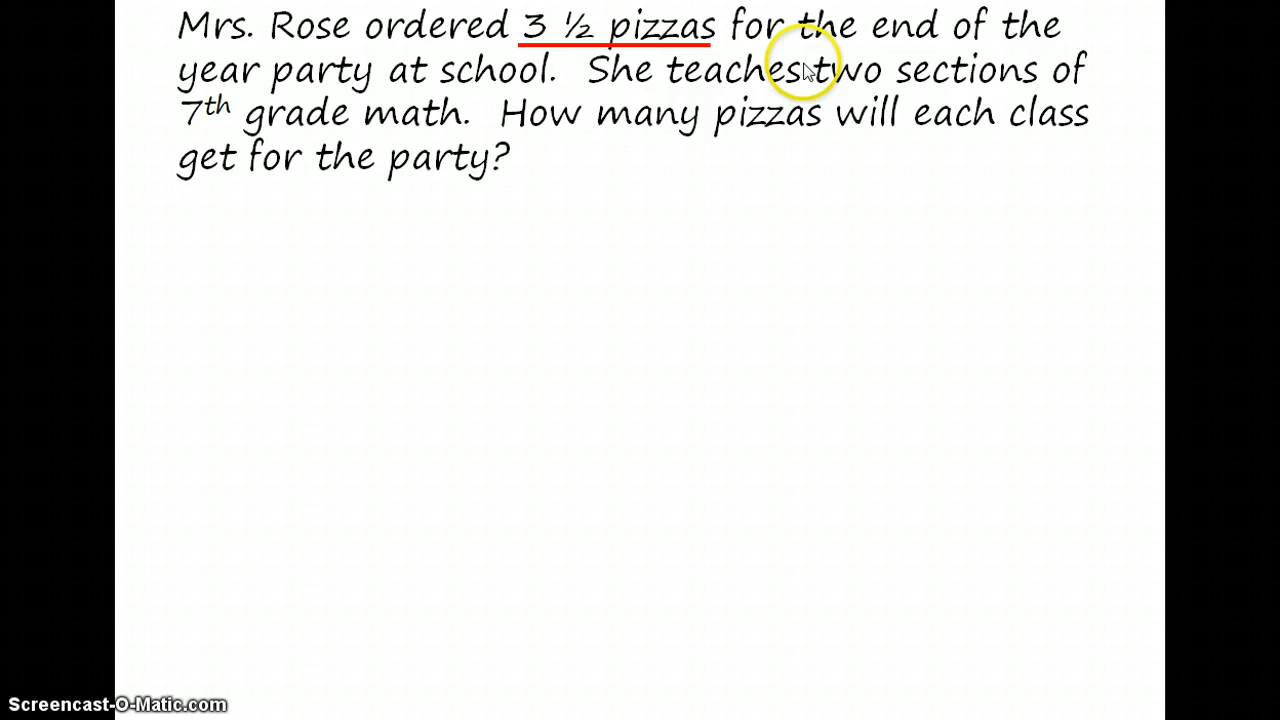 Mrs. Rose ordered 3 ½ pizzas for the end of the
year party at school. She teaches two sections of
7th grade math. How many pizzas will each class
get for the party?
Screencast-O-Matic.com